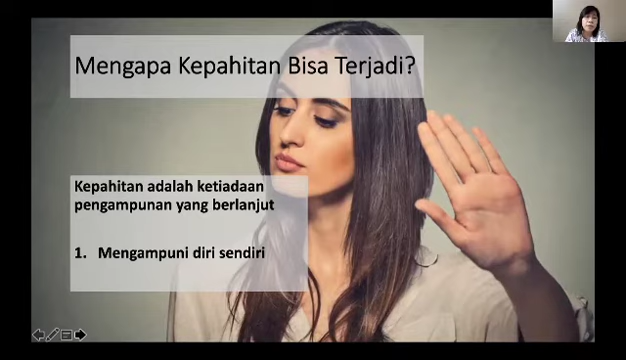 Mengapa Kepahitan Bisa Terjadi?
Kepahitan adalah ketiadaan
pengampunan yang berlanjut
1. Mengampuni diri sendiri